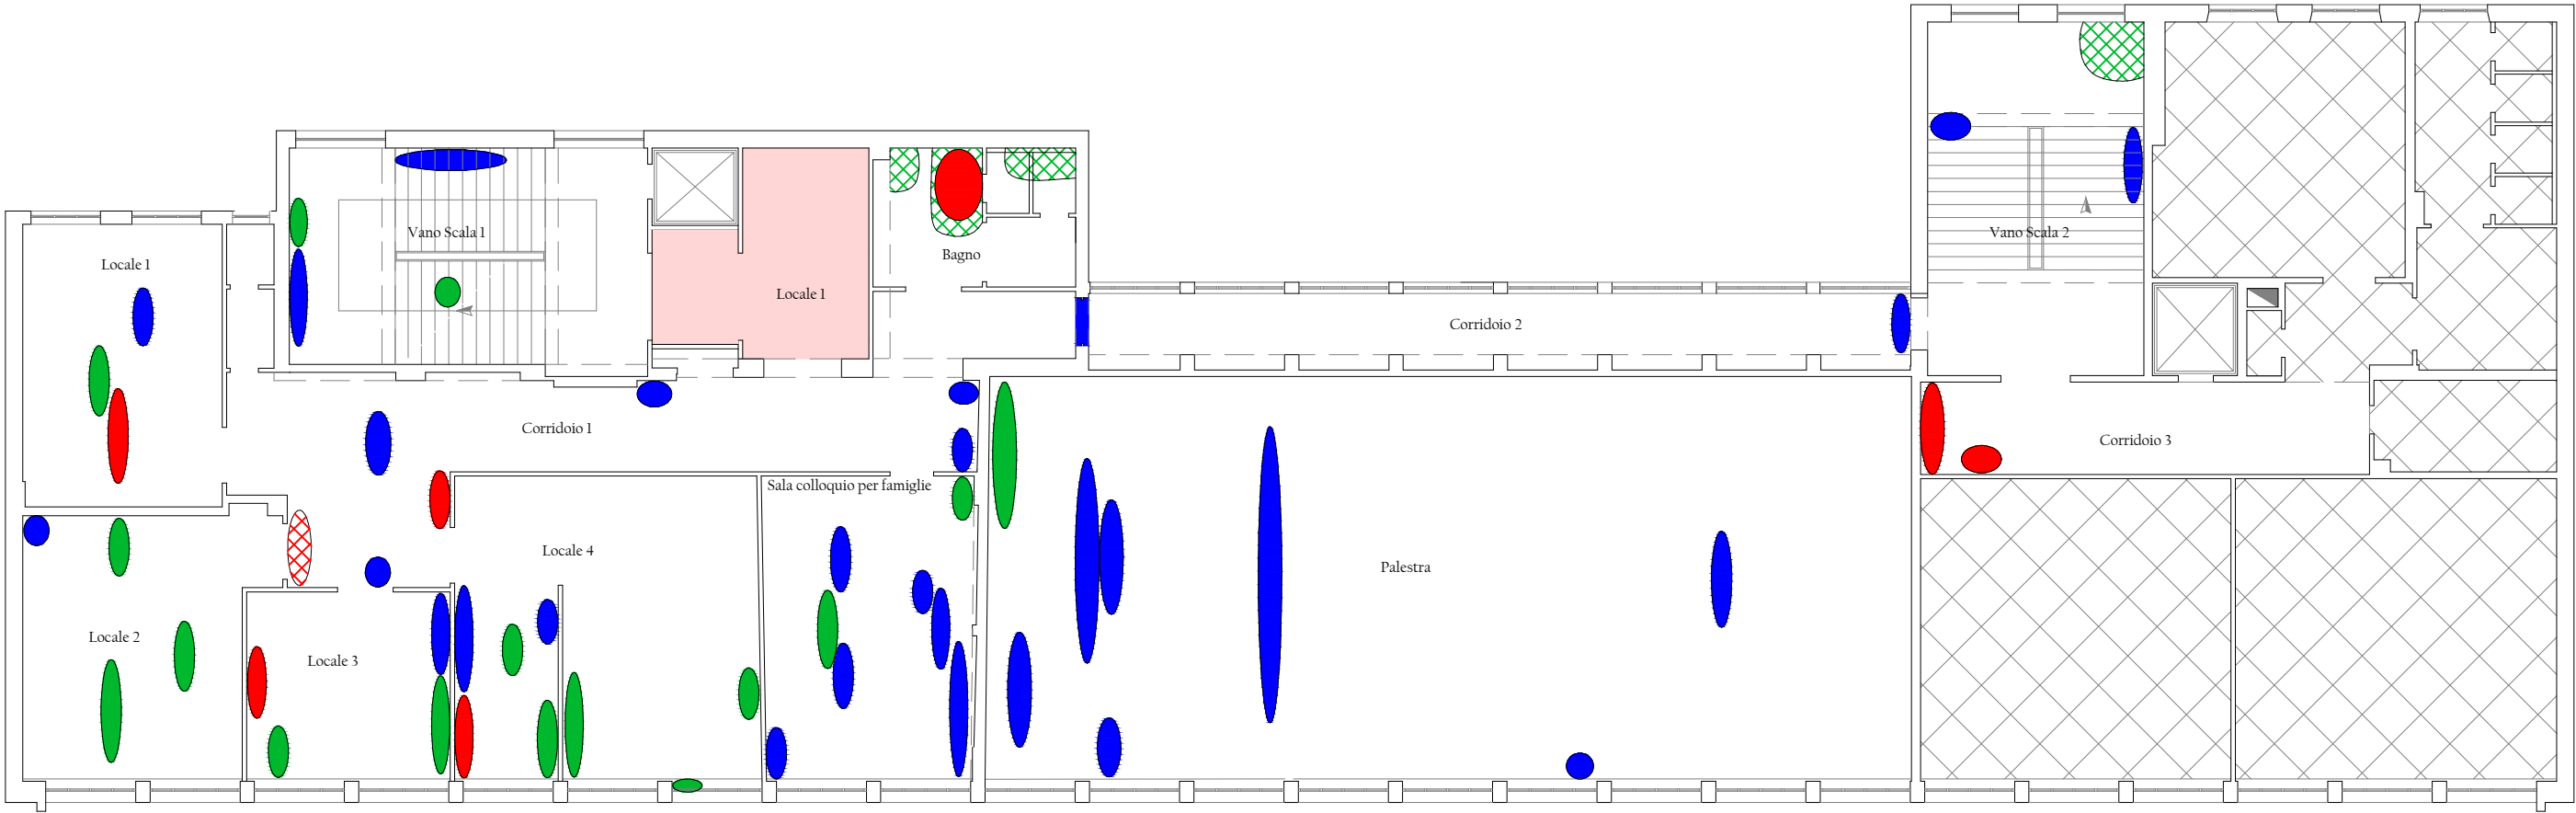 Locale 1
Vano Scala 1
Locale 1
Bagno
Corridoio 2
Vano Scala 2
Corridoio 1
Corridoio 3
Sala colloquio per famiglie
Locale 4
Palestra
Locale 2
Locale 3